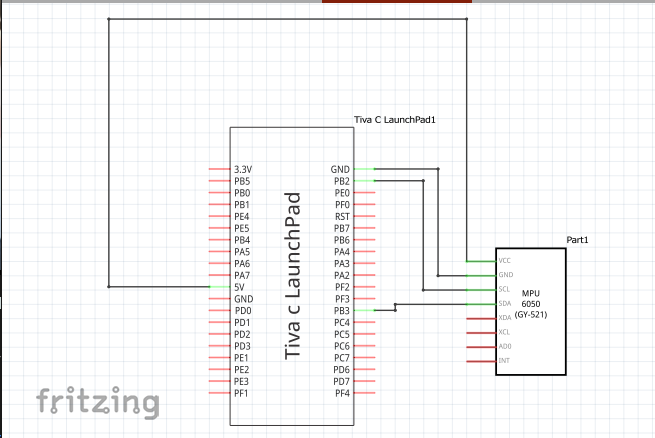 Tiva C LaunchPad1
3.3V
PB5
PB0
PB1
PE4
PE5
PB4
PA5
PA6
PA7
5V
GND
PD0
PD1
PD2
PD3
PE1
PE2
PE3
PF1
Tiva c LaunchPad
GND
PB2
PE0
PF0
RST
PB7
PB6
PA4
PA3
PA2
PF2
PF3
PB3
PC4
PC5
PC6
PC7
PD6
PD7
PF4
Part1
VCC
GND
SCL
SDA
XDA
XCL
AD0
INT
MPU
6050
(GY-521)
fritzing